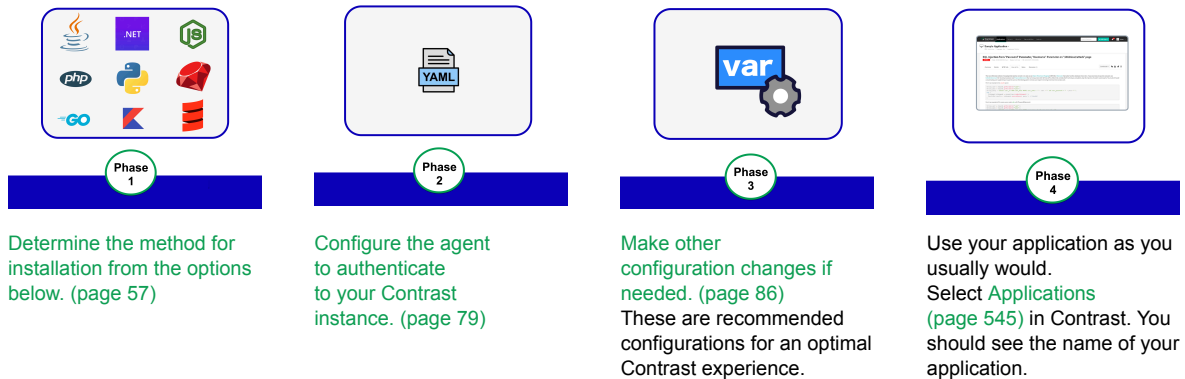 .NET
JS
php
GO
YAML
var
Phase
1
Phase
2
Phase
3
Phase
4
Determine the method for
installation from the options
below. (page 57)
Configure the agent
to authenticate
to your Contrast
instance. (page 79)
Make other
configuration changes if
needed. (page 86)
These are recommended
configurations for an optimal
Contrast experience.
Use your application as you
usually would.
Select Applications
(page 545) in Contrast. You
should see the name of your
application.